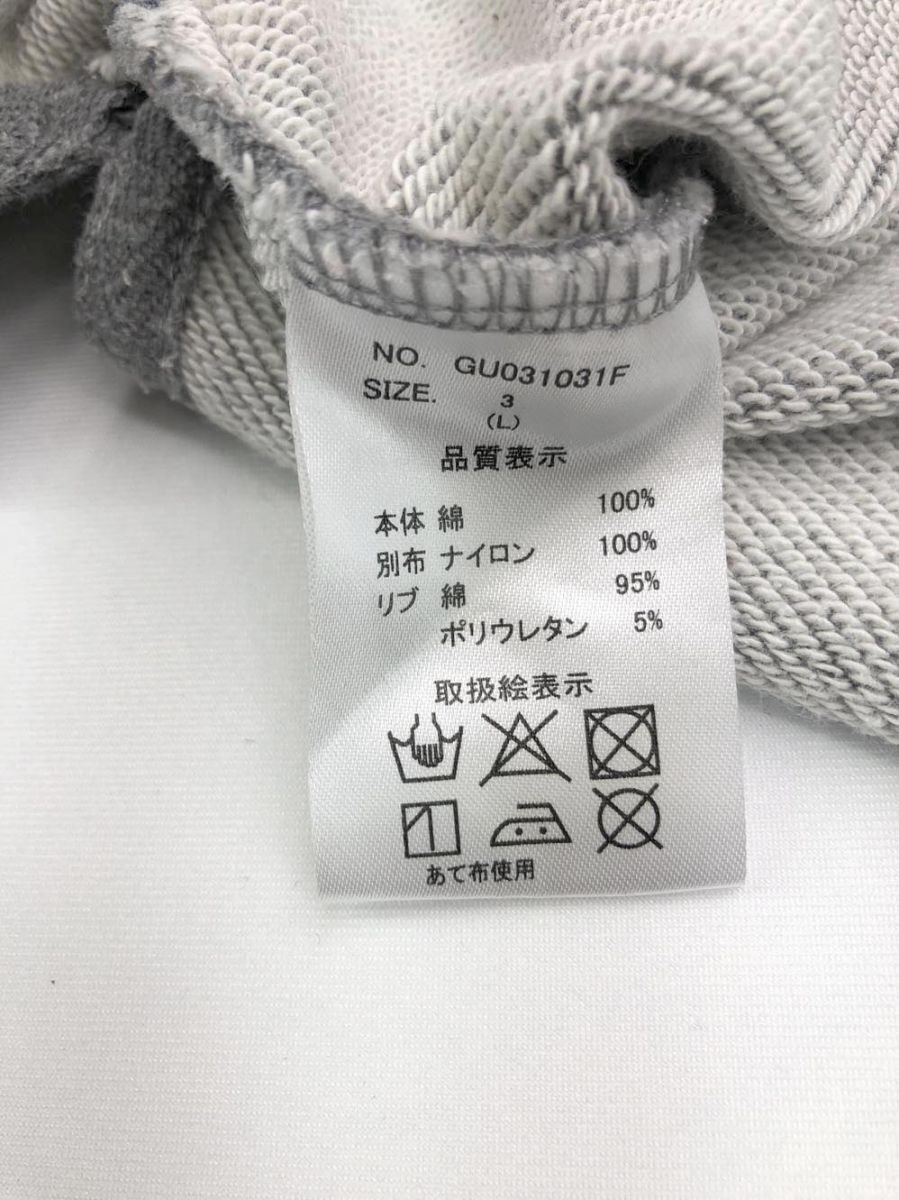 NO. GU031031F
SIZE. 3
(L)
品質表示
本体 綿 100%
別布 ナイロン 100%
リブ 綿 95%
ポリウレタン 5%
取扱絵表示
あて布使用